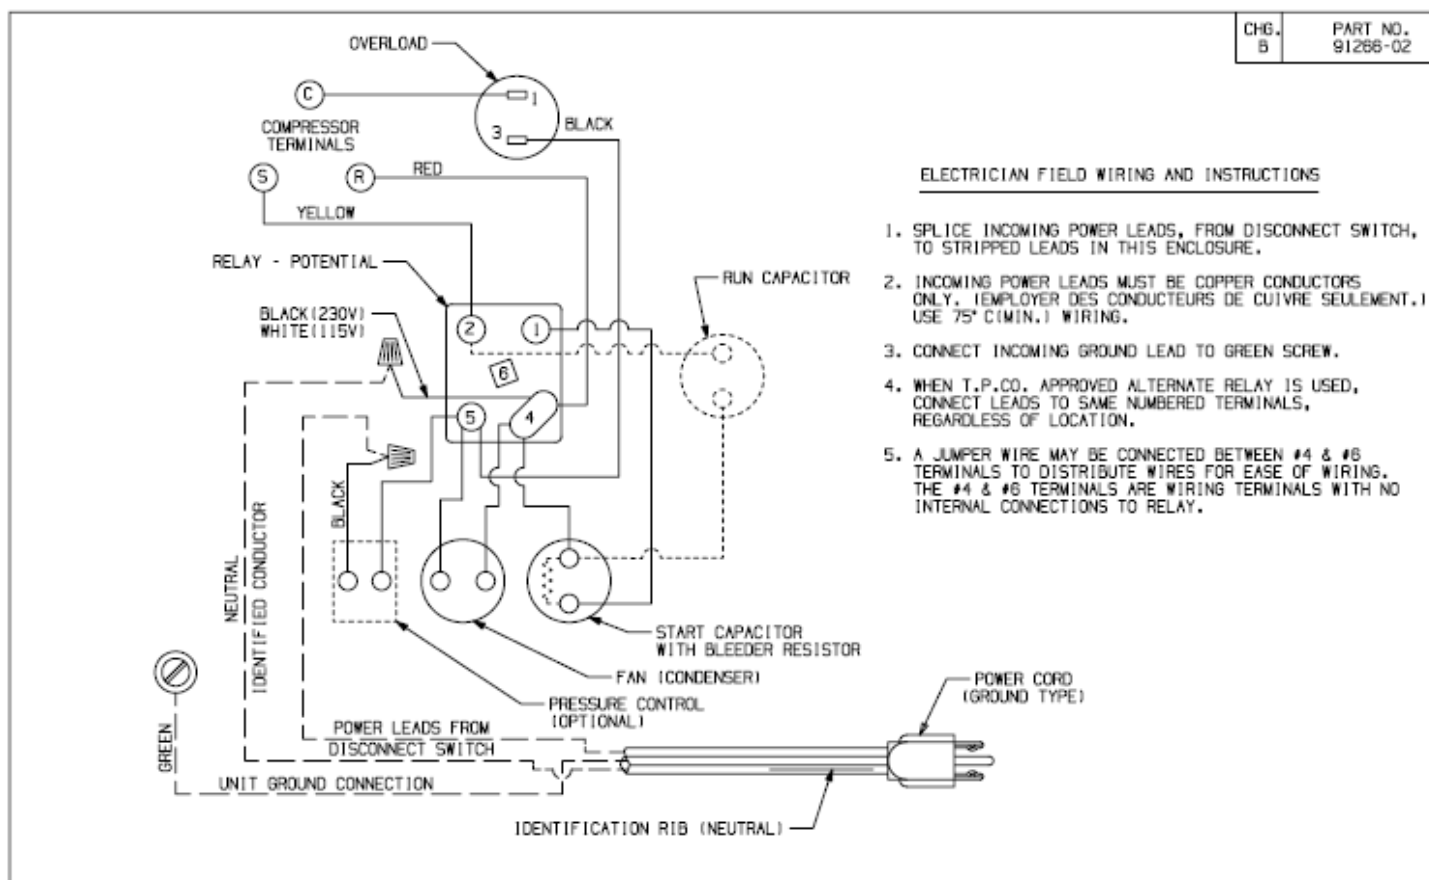 CHG.
B
PART NO.
91266-02
OVERLOAD
C
1
3
BLACK
COMPRESSOR
TERMINALS
S
R
RED
YELLOW
RELAY - POTENTIAL
BLACK(230V)
WHITE(115V)
2
1
6
5
4
RUN CAPACITOR
BLACK
NEUTRAL
IDENTIFIED CONDUCTOR
START CAPACITOR
WITH BLEEDER RESISTOR
FAN (CONDENSER)
PRESSURE CONTROL
(OPTIONAL)
POWER LEADS FROM
DISCONNECT SWITCH
GREEN
UNIT GROUND CONNECTION
POWER CORD
(GROUND TYPE)
IDENTIFICATION RIB (NEUTRAL)
ELECTRICIAN FIELD WIRING AND INSTRUCTIONS
1. SPLICE INCOMING POWER LEADS, FROM DISCONNECT SWITCH,
TO STRIPPED LEADS IN THIS ENCLOSURE.
2. INCOMING POWER LEADS MUST BE COPPER CONDUCTORS
ONLY. (EMPLOYER DES CONDUCTEURS DE CUIVRE SEULEMENT.)
USE 75° C(MIN.) WIRING.
3. CONNECT INCOMING GROUND LEAD TO GREEN SCREW.
4. WHEN T.P.CO. APPROVED ALTERNATE RELAY IS USED,
CONNECT LEADS TO SAME NUMBERED TERMINALS,
REGARDLESS OF LOCATION.
5. A JUMPER WIRE MAY BE CONNECTED BETWEEN #4 & #6
TERMINALS TO DISTRIBUTE WIRES FOR EASE OF WIRING.
THE #4 & #6 TERMINALS ARE WIRING TERMINALS WITH NO
INTERNAL CONNECTIONS TO RELAY.